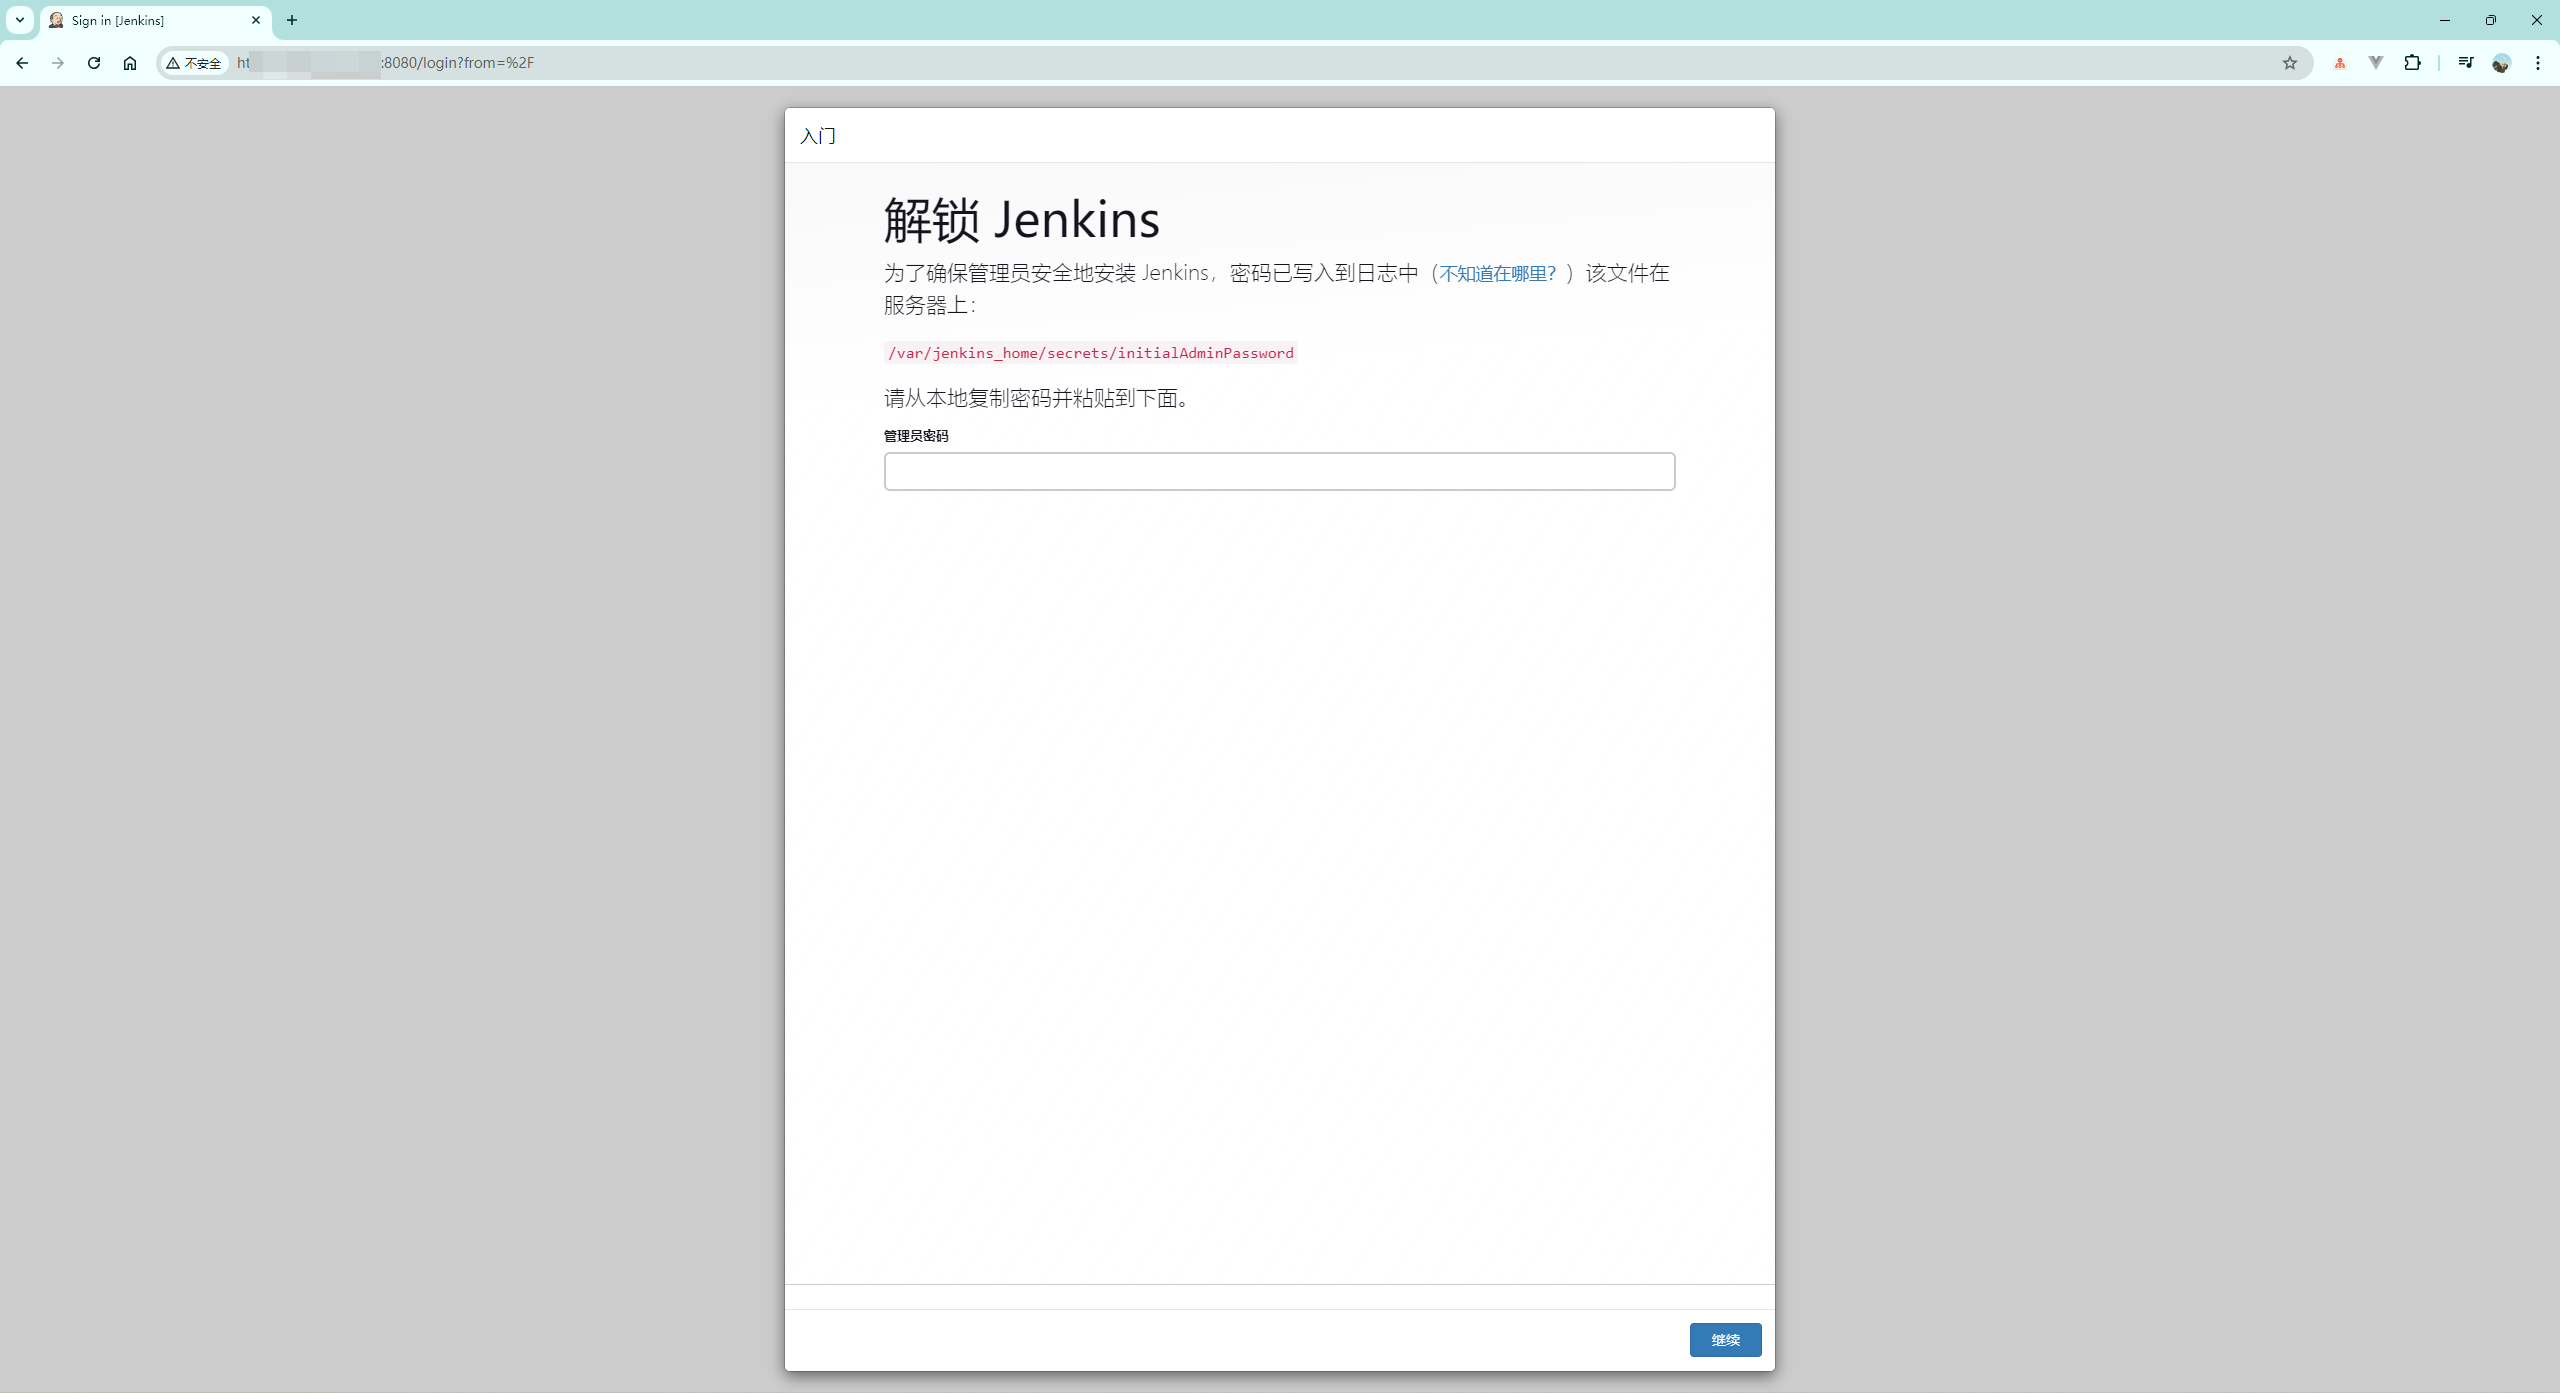 Sign in [Jenkins]
不安全 ht :8080/login?from=%2F
入门
解锁 Jenkins
为了确保管理员安全地安装 Jenkins，密码已写入到日志中（不知道在哪里？）该文件在
服务器上：
/var/jenkins_home/secrets/initialAdminPassword
请从本地复制密码并粘贴到下面。
管理员密码
继续